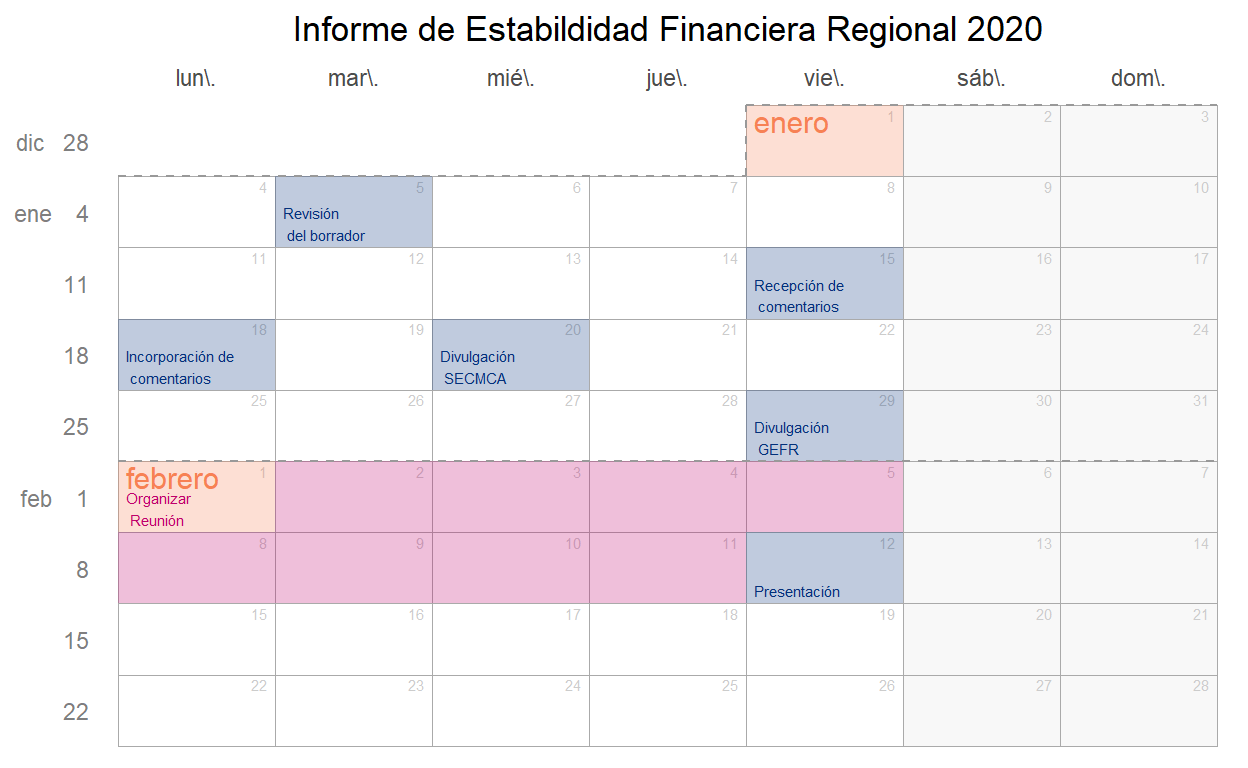 Informe de Estabildidad Financiera Regional 2020
lun\. mar\. mié\. jue\. vie\. sáb\. dom\.
dic 28 enero 1 2 3
ene 4 4 5 6 7 8 9 10
Revisión
del borrador
11 11 12 13 14 15 16 17
Recepción de
comentarios
18 18 19 20 21 22 23 24
Incorporación de Divulgación
comentarios SECMCA
25 25 26 27 28 29 30 31
Divulgación
GEFR
feb 1 febrero 1 2 3 4 5 6 7
Organizar
Reunión
8 8 9 10 11 12 13 14
Presentación
15 15 16 17 18 19 20 21
22 22 23 24 25 26 27 28